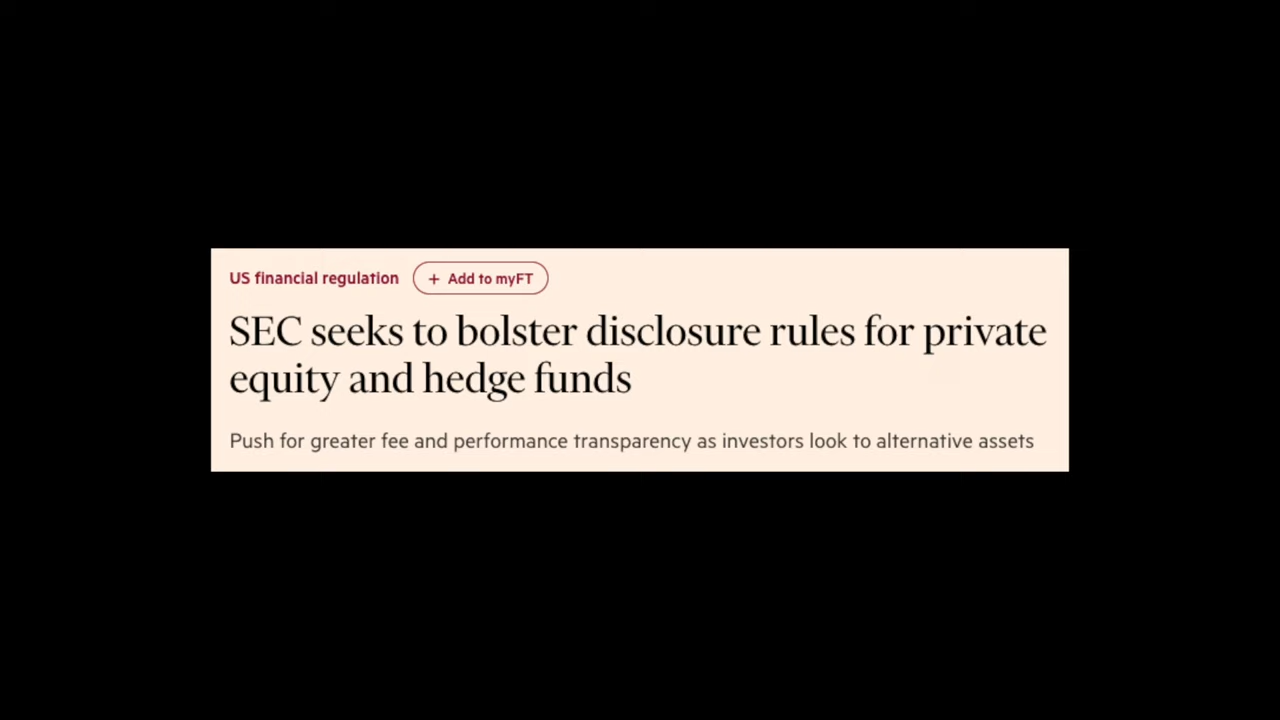 US financial regulation + Add to myFT
SEC seeks to bolster disclosure rules for private
equity and hedge funds
Push for greater fee and performance transparency as investors look to alternative assets